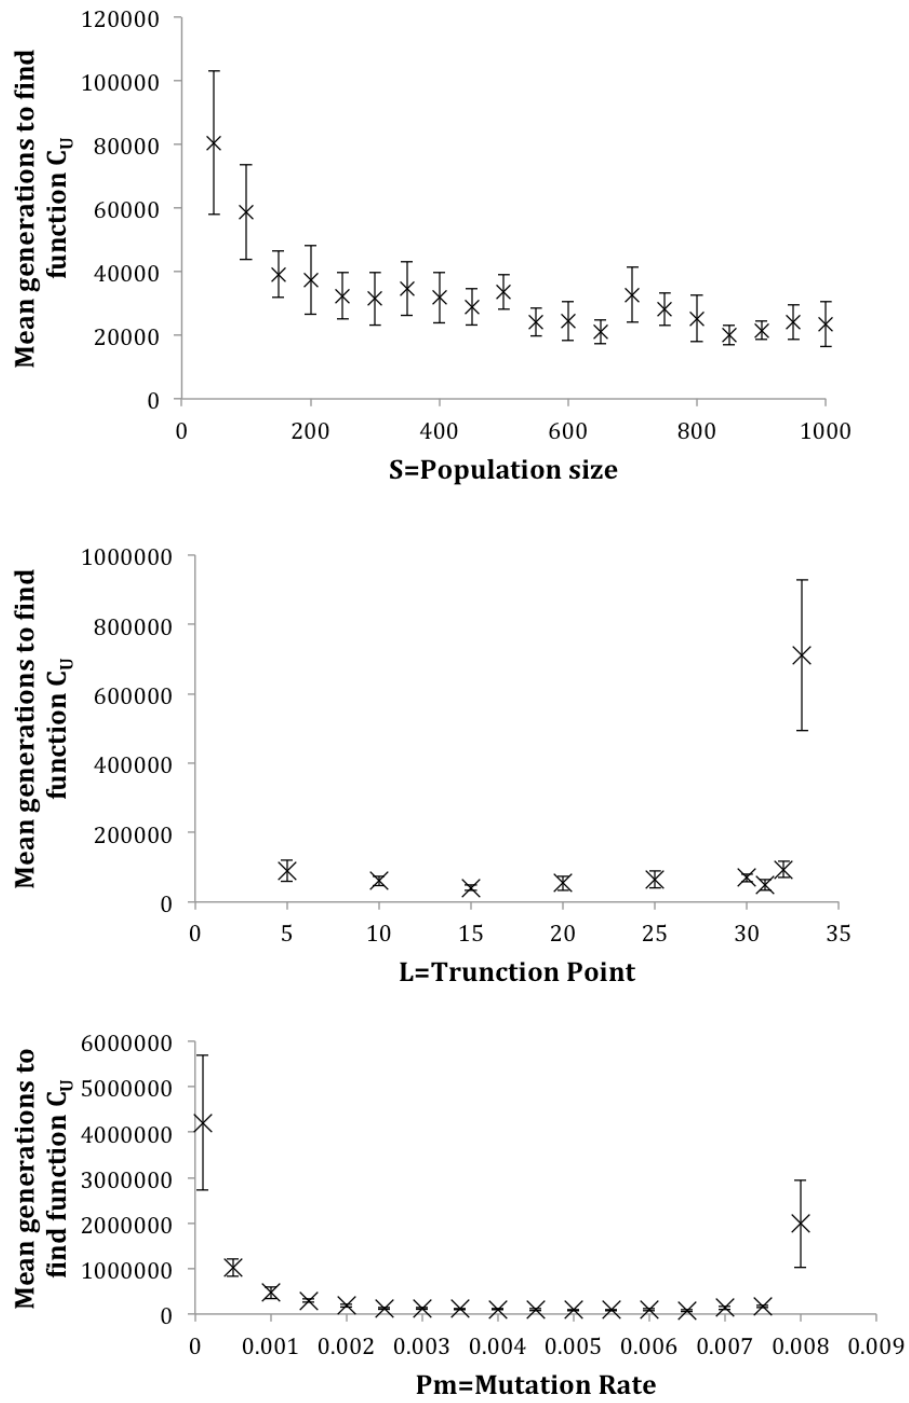 120000
100000
80000
60000
40000
20000
0
Mean generations to find
function CU
0 200 400 600 800 1000
S=Population size
1000000
800000
600000
400000
200000
0
Mean generations to find
function CU
0 5 10 15 20 25 30 35
L=Trunction Point
6000000
5000000
4000000
3000000
2000000
1000000
0
Mean generations to
find function CU
0 0.001 0.002 0.003 0.004 0.005 0.006 0.007 0.008 0.009
Pm=Mutation Rate